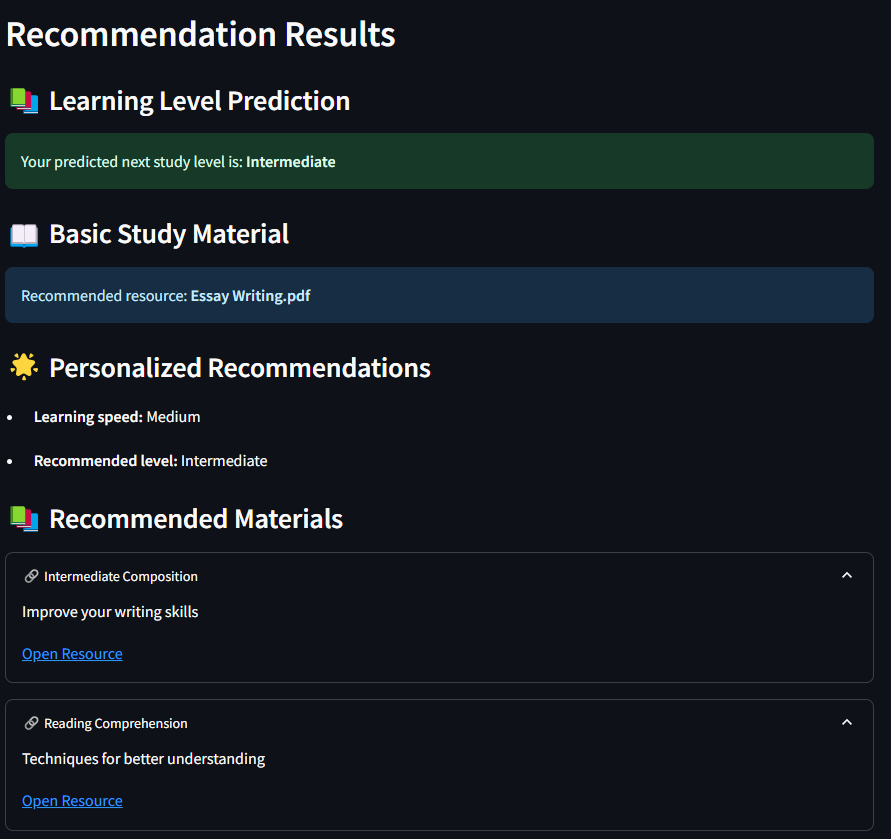 Recommendation Results
Learning Level Prediction
Your predicted next study level is: Intermediate
Basic Study Material
Recommended resource: Essay Writing.pdf
Personalized Recommendations
Learning speed: Medium
Recommended level: Intermediate
Recommended Materials
Intermediate Composition
Improve your writing skills
Open Resource
Reading Comprehension
Techniques for better understanding
Open Resource